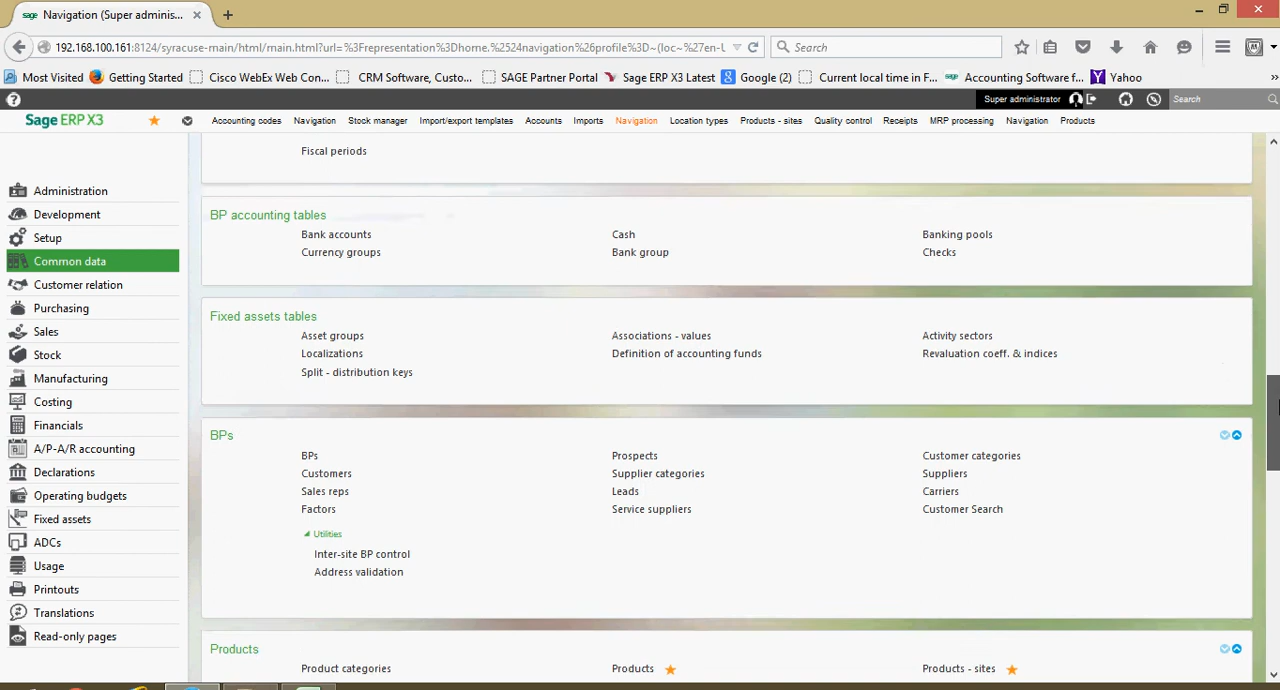 sage Navigation (Super adminis...
192.168.100.161:8124/syracuse-main/html/main.html?url=%3Frepresentation%3Dhome.%2524navigation%26profile%3D~(loc~%27en-U
Search
Most Visited Getting Started Cisco WebEx Web Con... CRM Software, Custo... SAGE Partner Portal Sage ERP X3 Latest Google (2) Current local time in F... sage Accounting Software f... Yahoo
Super administrator Search
Sage ERP X3 Accounting codes Navigation Stock manager Import/export templates Accounts Imports Navigation Location types Products - sites Quality control Receipts MRP processing Navigation Products
Administration
Development
Setup
Common data
Customer relation
Purchasing
Sales
Stock
Manufacturing
Costing
Financials
A/P-A/R accounting
Declarations
Operating budgets
Fixed assets
ADCs
Usage
Printouts
Translations
Read-only pages
Fiscal periods
BP accounting tables
Bank accounts Cash Banking pools
Currency groups Bank group Checks
Fixed assets tables
Asset groups Associations - values Activity sectors
Localizations Definition of accounting funds Revaluation coeff. & indices
Split - distribution keys
BPs
BPs Prospects Customer categories
Customers Supplier categories Suppliers
Sales reps Leads Carriers
Factors Service suppliers Customer Search
Utilities
Inter-site BP control
Address validation
Products
Product categories Products Products - sites